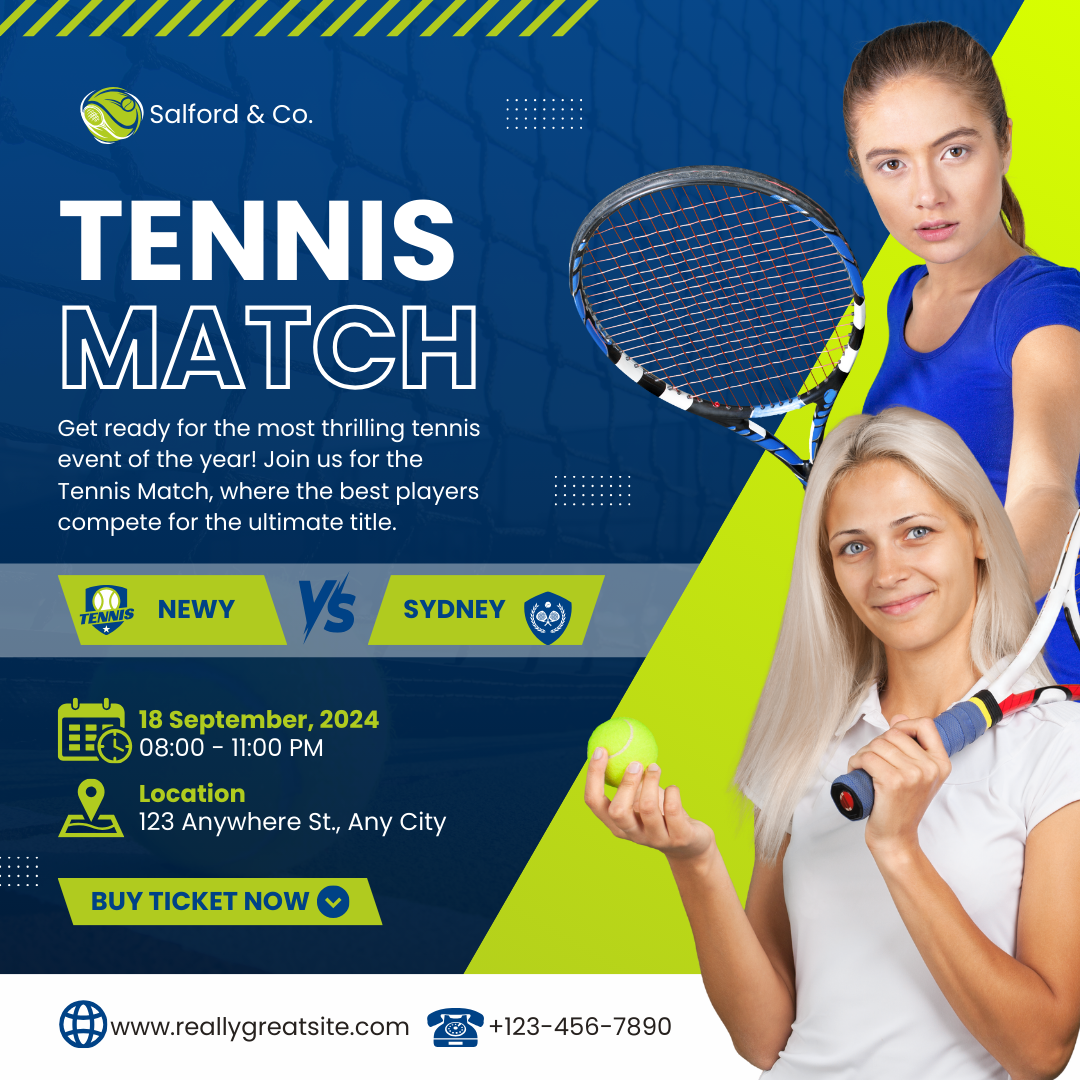 Salford & Co.
TENNIS
MATCH
Get ready for the most thrilling tennis
event of the year! Join us for the
Tennis Match, where the best players
compete for the ultimate title.
TENNIS NEWY VS SYDNEY
18 September, 2024
08:00 - 11:00 PM
Location
123 Anywhere St., Any City
BUY TICKET NOW
www.reallygreatsite.com +123-456-7890